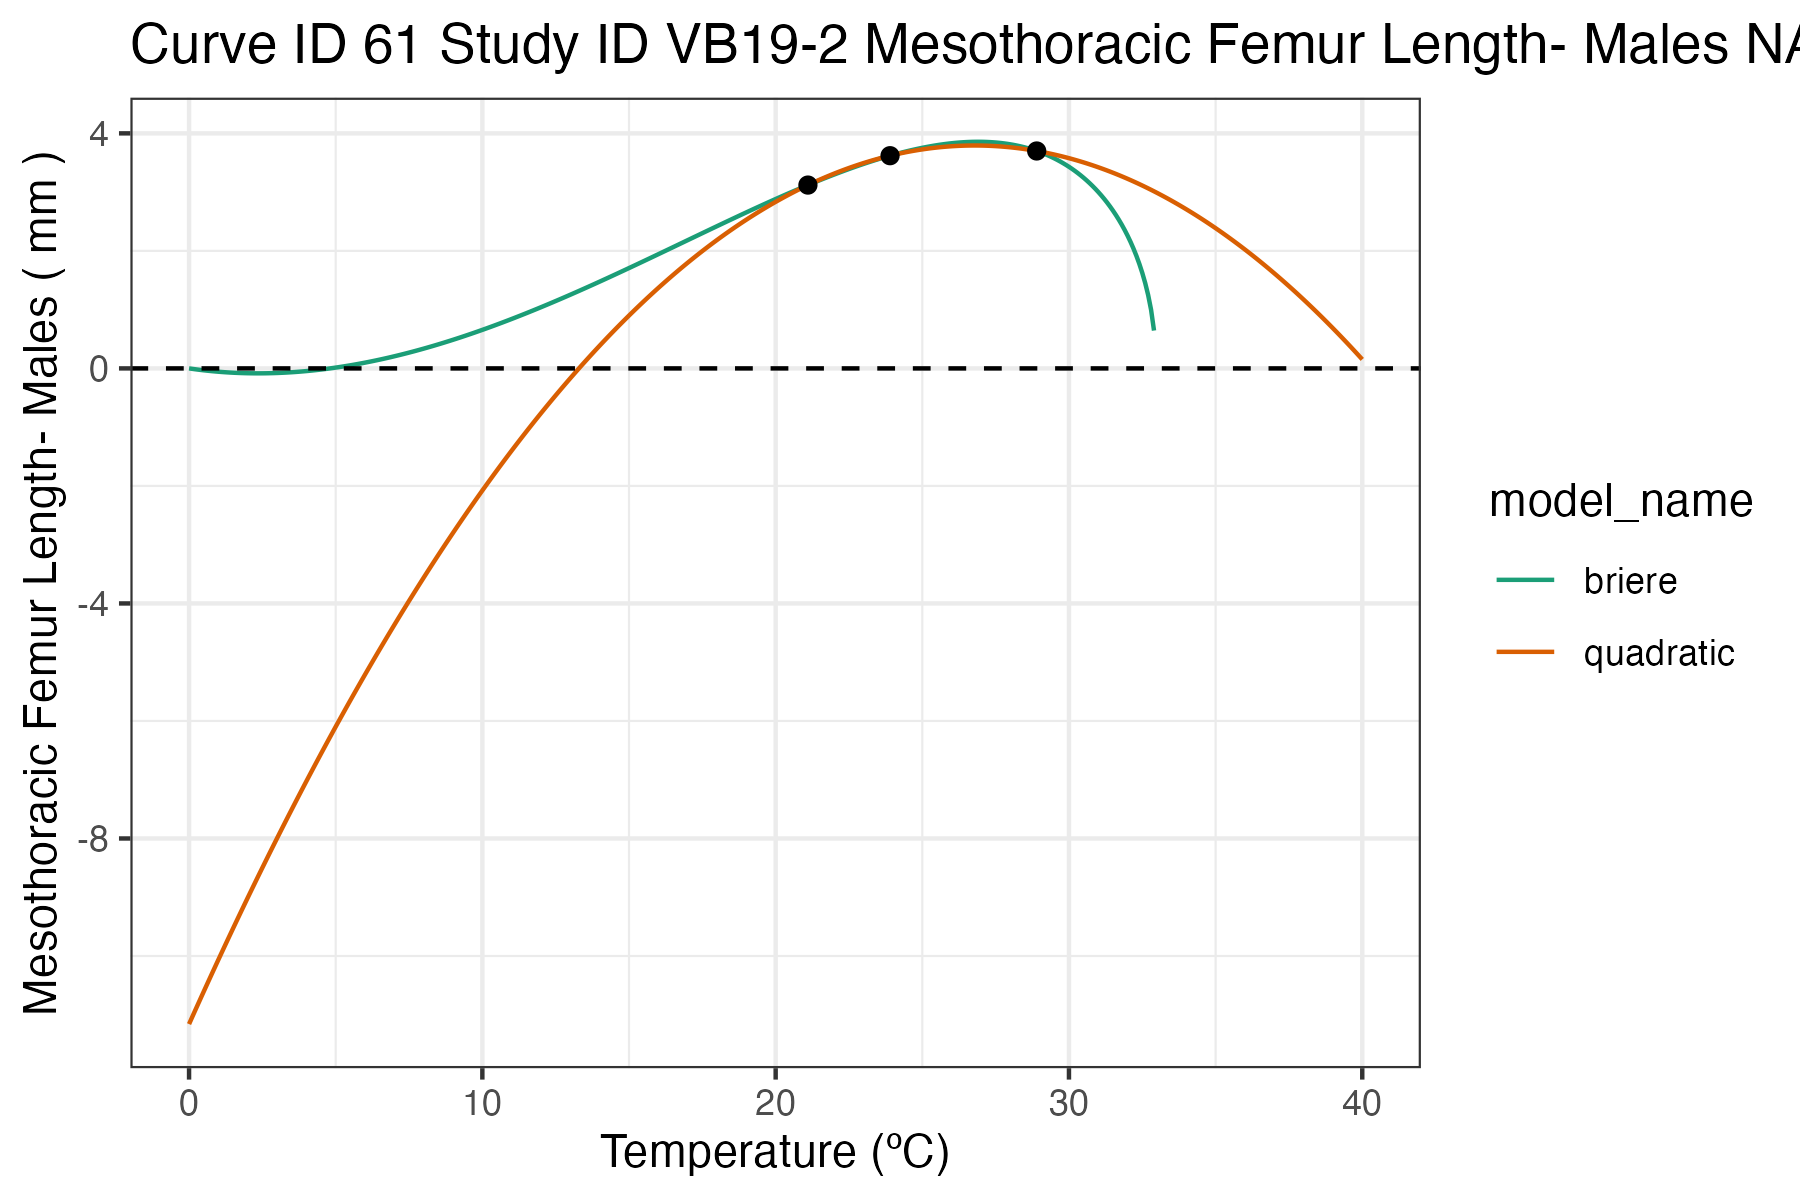 Curve ID 61 Study ID VB19-2 Mesothoracic Femur Length- Males NA
Mesothoracic Femur Length- Males ( mm )
4
0
-4
-8
0 10 20 30 40
Temperature (ºC)
model_name
briere
quadratic